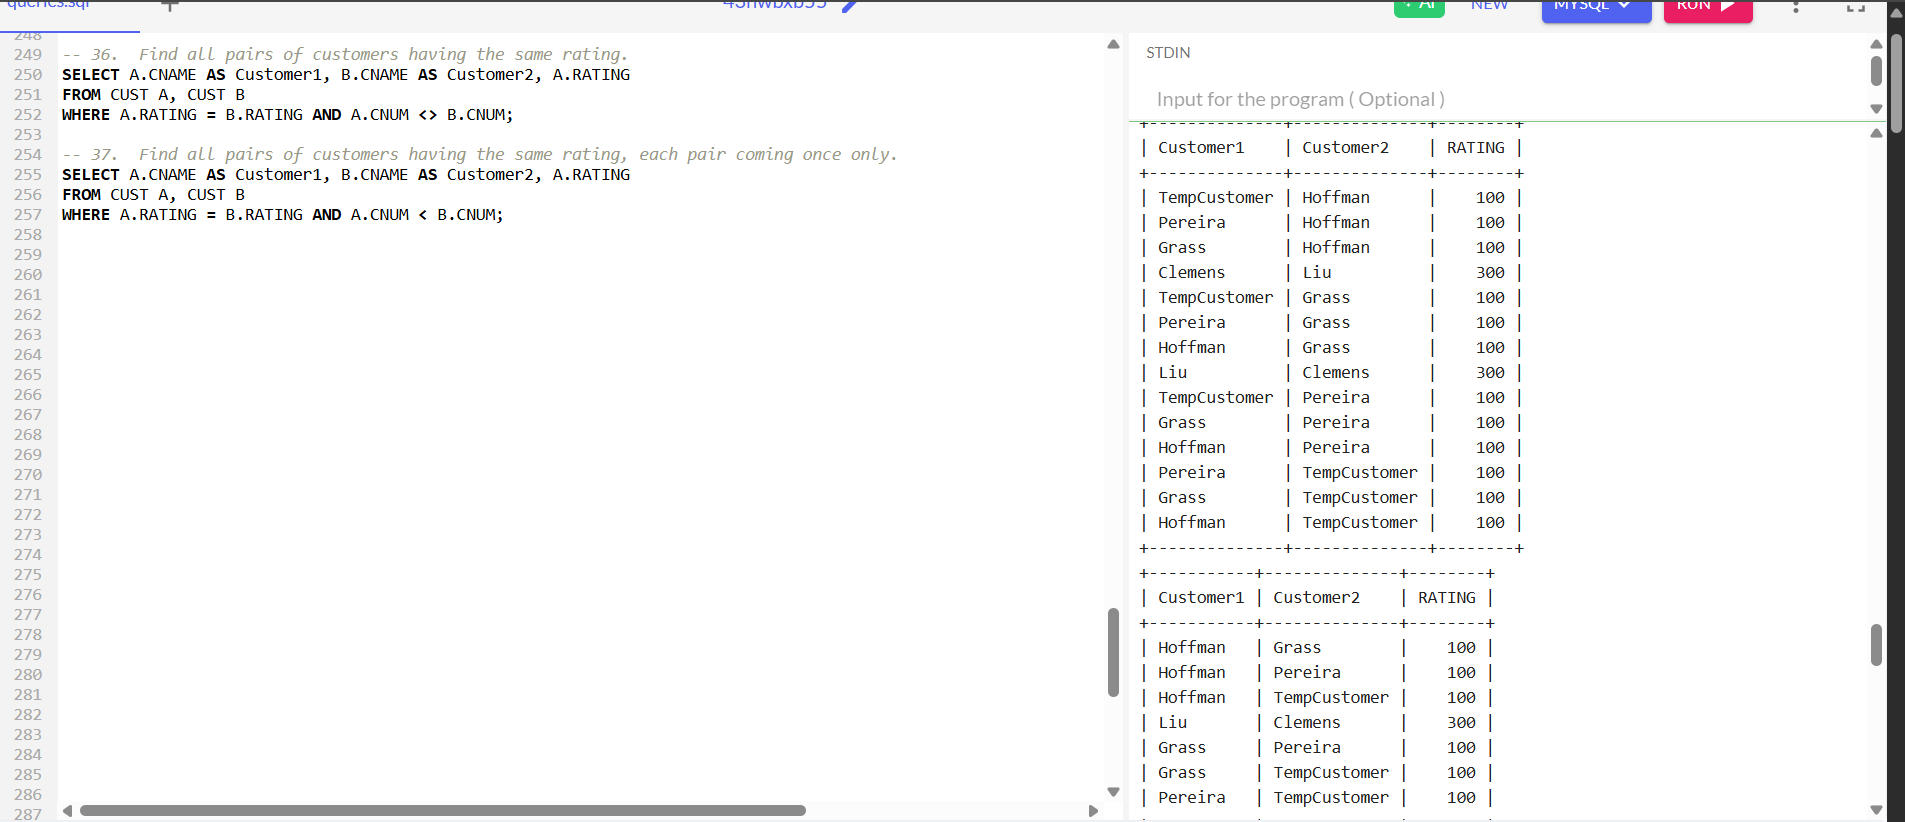 queries.sql
43nwbxb55
AI
NEW
MYSQL
RUN
248
249 -- 36.  Find all pairs of customers having the same rating.
250 SELECT A.CNAME AS Customer1, B.CNAME AS Customer2, A.RATING
251 FROM CUST A, CUST B
252 WHERE A.RATING = B.RATING AND A.CNUM <> B.CNUM;
253
254 -- 37.  Find all pairs of customers having the same rating, each pair coming once only.
255 SELECT A.CNAME AS Customer1, B.CNAME AS Customer2, A.RATING
256 FROM CUST A, CUST B
257 WHERE A.RATING = B.RATING AND A.CNUM < B.CNUM;
258
259
260
261
262
263
264
265
266
267
268
269
270
271
272
273
274
275
276
277
278
279
280
281
282
283
284
285
286
287
STDIN
Input for the program ( Optional )
+--------------+--------------+--------+
| Customer1    | Customer2    | RATING |
+--------------+--------------+--------+
| TempCustomer | Hoffman      |    100 |
| Pereira      | Hoffman      |    100 |
| Grass        | Hoffman      |    100 |
| Clemens      | Liu          |    300 |
| TempCustomer | Grass        |    100 |
| Pereira      | Grass        |    100 |
| Hoffman      | Grass        |    100 |
| Liu          | Clemens      |    300 |
| TempCustomer | Pereira      |    100 |
| Grass        | Pereira      |    100 |
| Hoffman      | Pereira      |    100 |
| Pereira      | TempCustomer |    100 |
| Grass        | TempCustomer |    100 |
| Hoffman      | TempCustomer |    100 |
+--------------+--------------+--------+
+-----------+--------------+--------+
| Customer1 | Customer2    | RATING |
+-----------+--------------+--------+
| Hoffman   | Grass        |    100 |
| Hoffman   | Pereira      |    100 |
| Hoffman   | TempCustomer |    100 |
| Liu       | Clemens      |    300 |
| Grass     | Pereira      |    100 |
| Grass     | TempCustomer |    100 |
| Pereira   | TempCustomer |    100 |